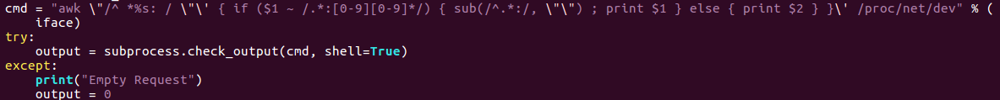 cmd = "awk \"/^ *%s: / \"\' { if ($1 ~ /.*:[0-9][0-9]*/) { sub(/^.*:/, \"\") ; print $1 } else { print $2 } }\' /proc/net/dev" % (
    iface)
try:
    output = subprocess.check_output(cmd, shell=True)
except:
    print("Empty Request")
    output = 0